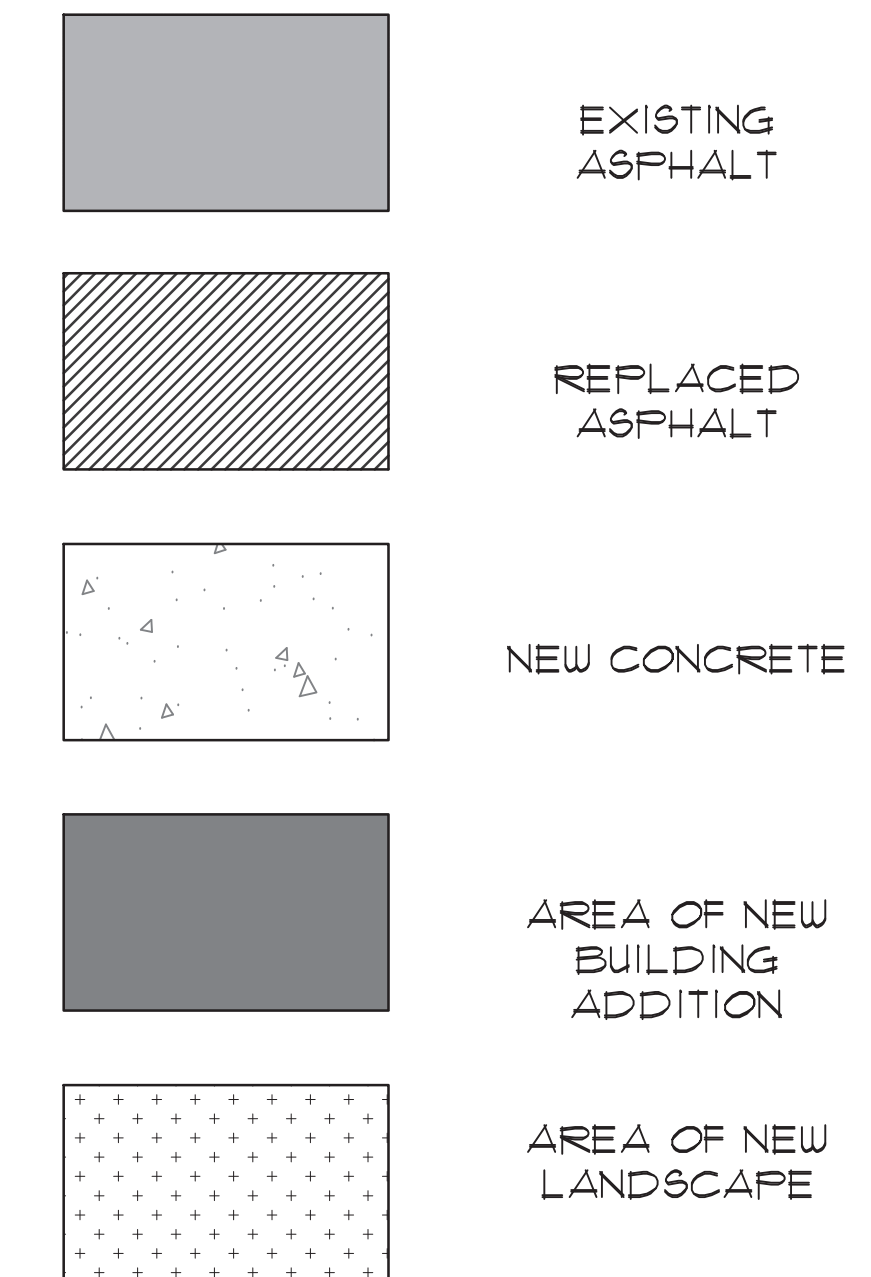 EXISTING
ASPHALT
REPLACED
ASPHALT
NEW CONCRETE
AREA OF NEW
BUILDING
ADDITION
AREA OF NEW
LANDSCAPE